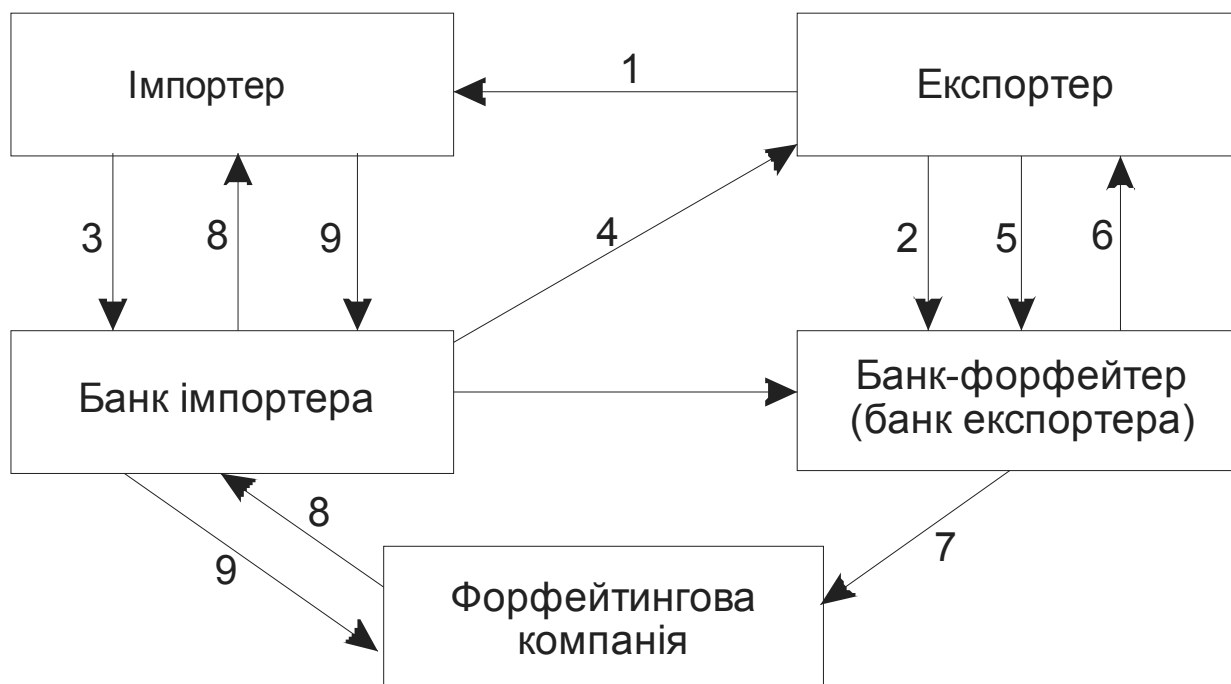 1
Імпортер
Експортер
3
8
9
4
2
5
6
Банк імпортера
Банк-форфейтер
(банк експортера)
8
9
7
Форфейтингова
компанія